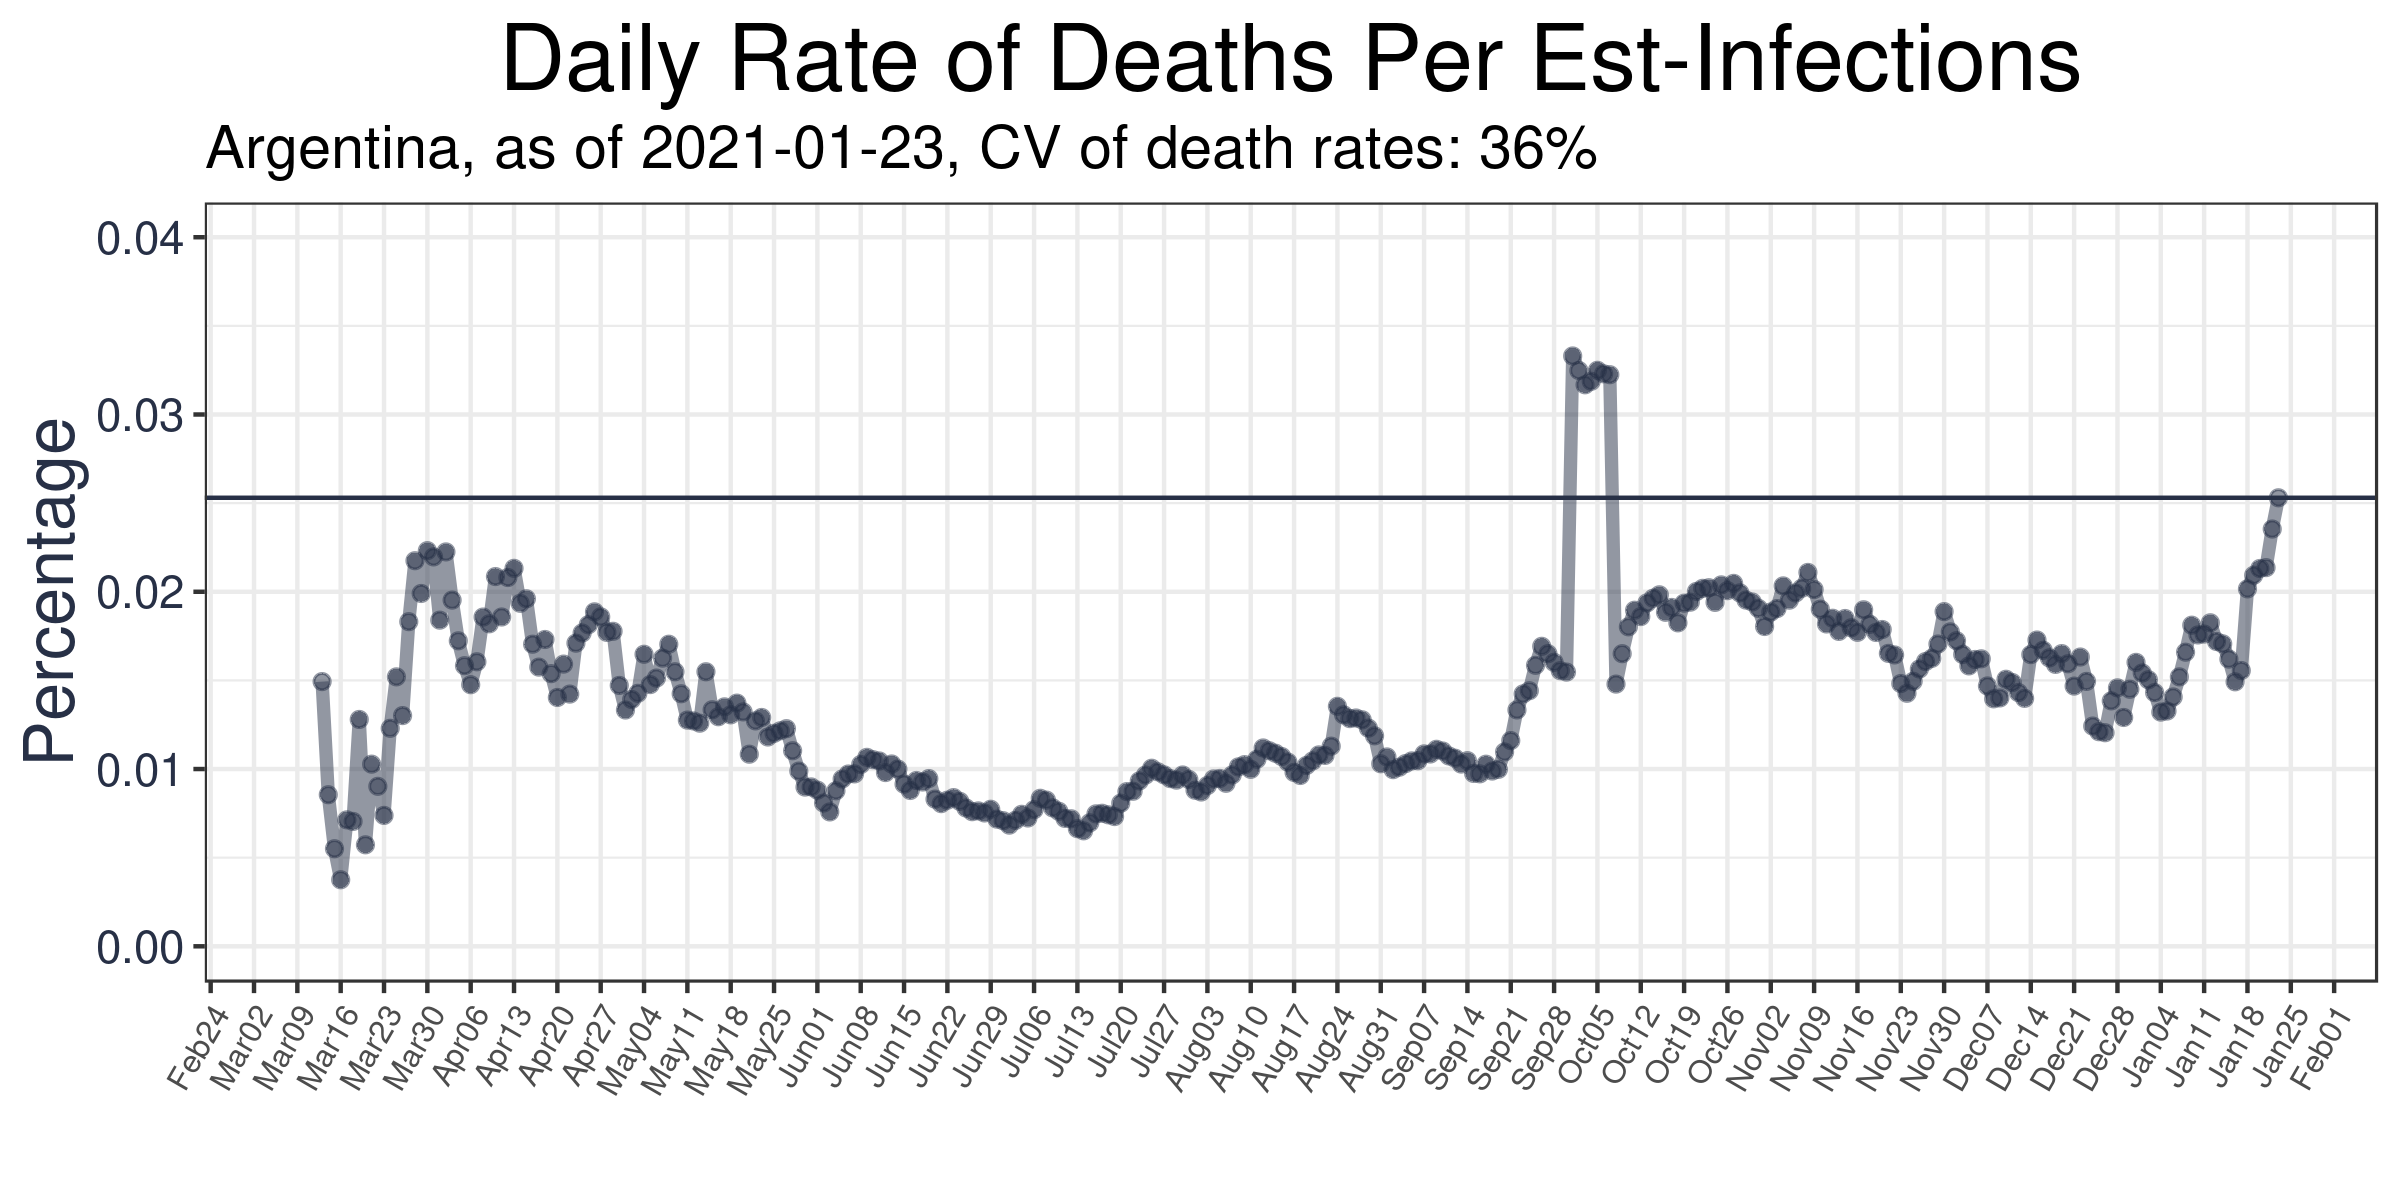 Daily Rate of Deaths Per Est-Infections
Argentina, as of 2021-01-23, CV of death rates: 36%
Percentage
0.04
0.03
0.02
0.01
0.00
Feb24
Mar02
Mar09
Mar16
Mar23
Mar30
Apr06
Apr13
Apr20
Apr27
May04
May11
May18
May25
Jun01
Jun08
Jun15
Jun22
Jun29
Jul06
Jul13
Jul20
Jul27
Aug03
Aug10
Aug17
Aug24
Aug31
Sep07
Sep14
Sep21
Sep28
Oct05
Oct12
Oct19
Oct26
Nov02
Nov09
Nov16
Nov23
Nov30
Dec07
Dec14
Dec21
Dec28
Jan04
Jan11
Jan18
Jan25
Feb01